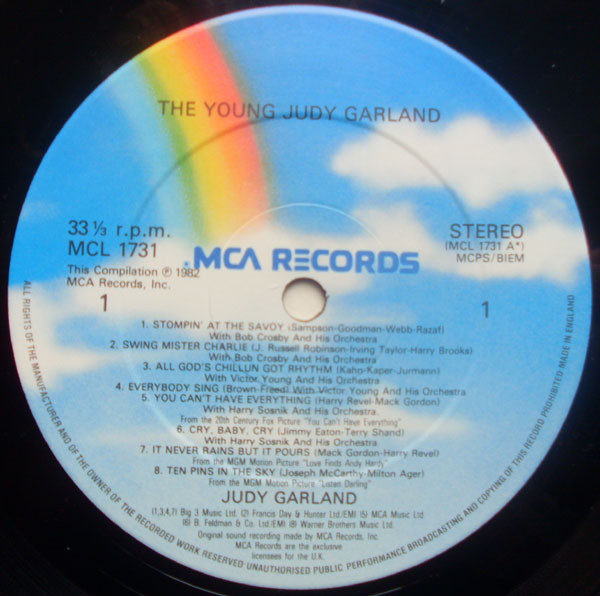 THE YOUNG JUDY GARLAND
33⅓ r.p.m.
MCL 1731
This Compilation ℗ 1982
MCA Records, Inc.
1
STEREO
(MCL 1731 A*)
MCPS/BIEM
1
MCA RECORDS
1. STOMPIN' AT THE SAVOY (Sampson-Goodman-Webb-Razaf)
With Bob Crosby And His Orchestra
2. SWING MISTER CHARLIE (J. Russell Robinson-Irving Taylor-Harry Brooks)
With Bob Crosby And His Orchestra
3. ALL GOD'S CHILLUN GOT RHYTHM (Kahn-Kaper-Jurmann)
With Victor Young And His Orchestra
4. EVERYBODY SING (Brown-Freed) With Victor Young And His Orchestra
5. YOU CAN'T HAVE EVERYTHING (Harry Revel-Mack Gordon)
With Harry Sosnik And His Orchestra.
From the 20th Century Fox Picture "You Can't Have Everything"
6. CRY, BABY, CRY (Jimmy Eaton-Terry Shand)
With Harry Sosnik And His Orchestra
7. IT NEVER RAINS BUT IT POURS (Mack Gordon-Harry Revel)
From the MGM Motion Picture "Love Finds Andy Hardy"
8. TEN PINS IN THE SKY (Joseph McCarthy-Milton Ager)
From the MGM Motion Picture "Listen Darling"
JUDY GARLAND
(1,3,4,7) Big 3 Music Ltd. (2) Francis Day & Hunter Ltd/EMI (5) MCA Music Ltd.
(6) B. Feldman & Co. Ltd/EMI (8) Warner Brothers Music Ltd.
Original sound recording made by MCA Records, Inc.
MCA Records are the exclusive
licensees for the U.K.
ALL RIGHTS OF THE MANUFACTURER AND OF THE OWNER OF THE RECORDED WORK RESERVED·UNAUTHORISED PUBLIC PERFORMANCE BROADCASTING AND COPYING OF THIS RECORD PROHIBITED MADE IN ENGLAND